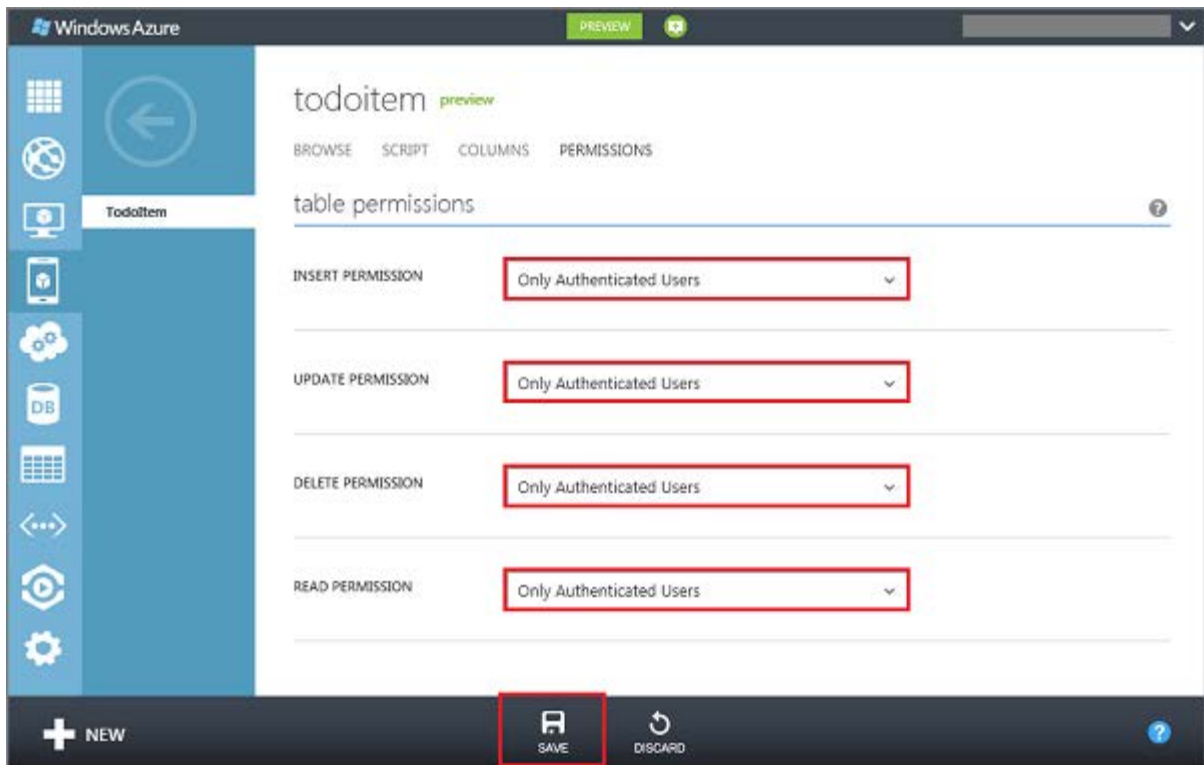 Windows Azure
PREVIEW
TodoItem
todoitem preview
BROWSE SCRIPT COLUMNS PERMISSIONS
table permissions
?
INSERT PERMISSION Only Authenticated Users
UPDATE PERMISSION Only Authenticated Users
DB
DELETE PERMISSION Only Authenticated Users
READ PERMISSION Only Authenticated Users
NEW
SAVE
DISCARD
?